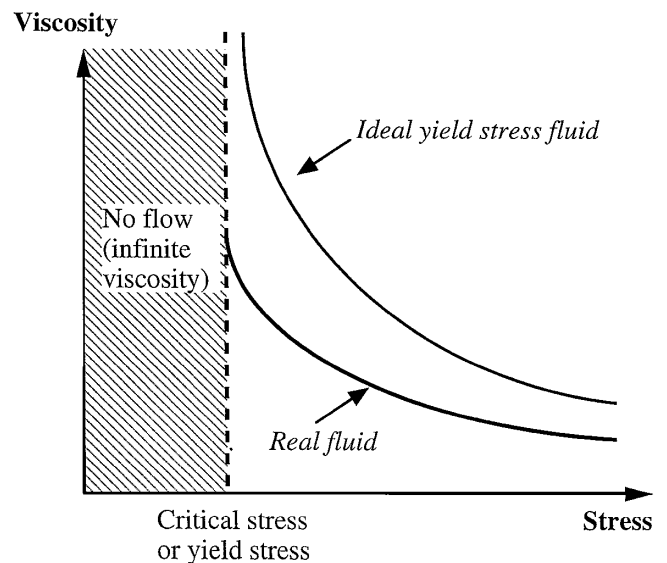 Viscosity
Ideal yield stress fluid
No flow
(infinite
viscosity)
Real fluid
Critical stress
or yield stress
Stress